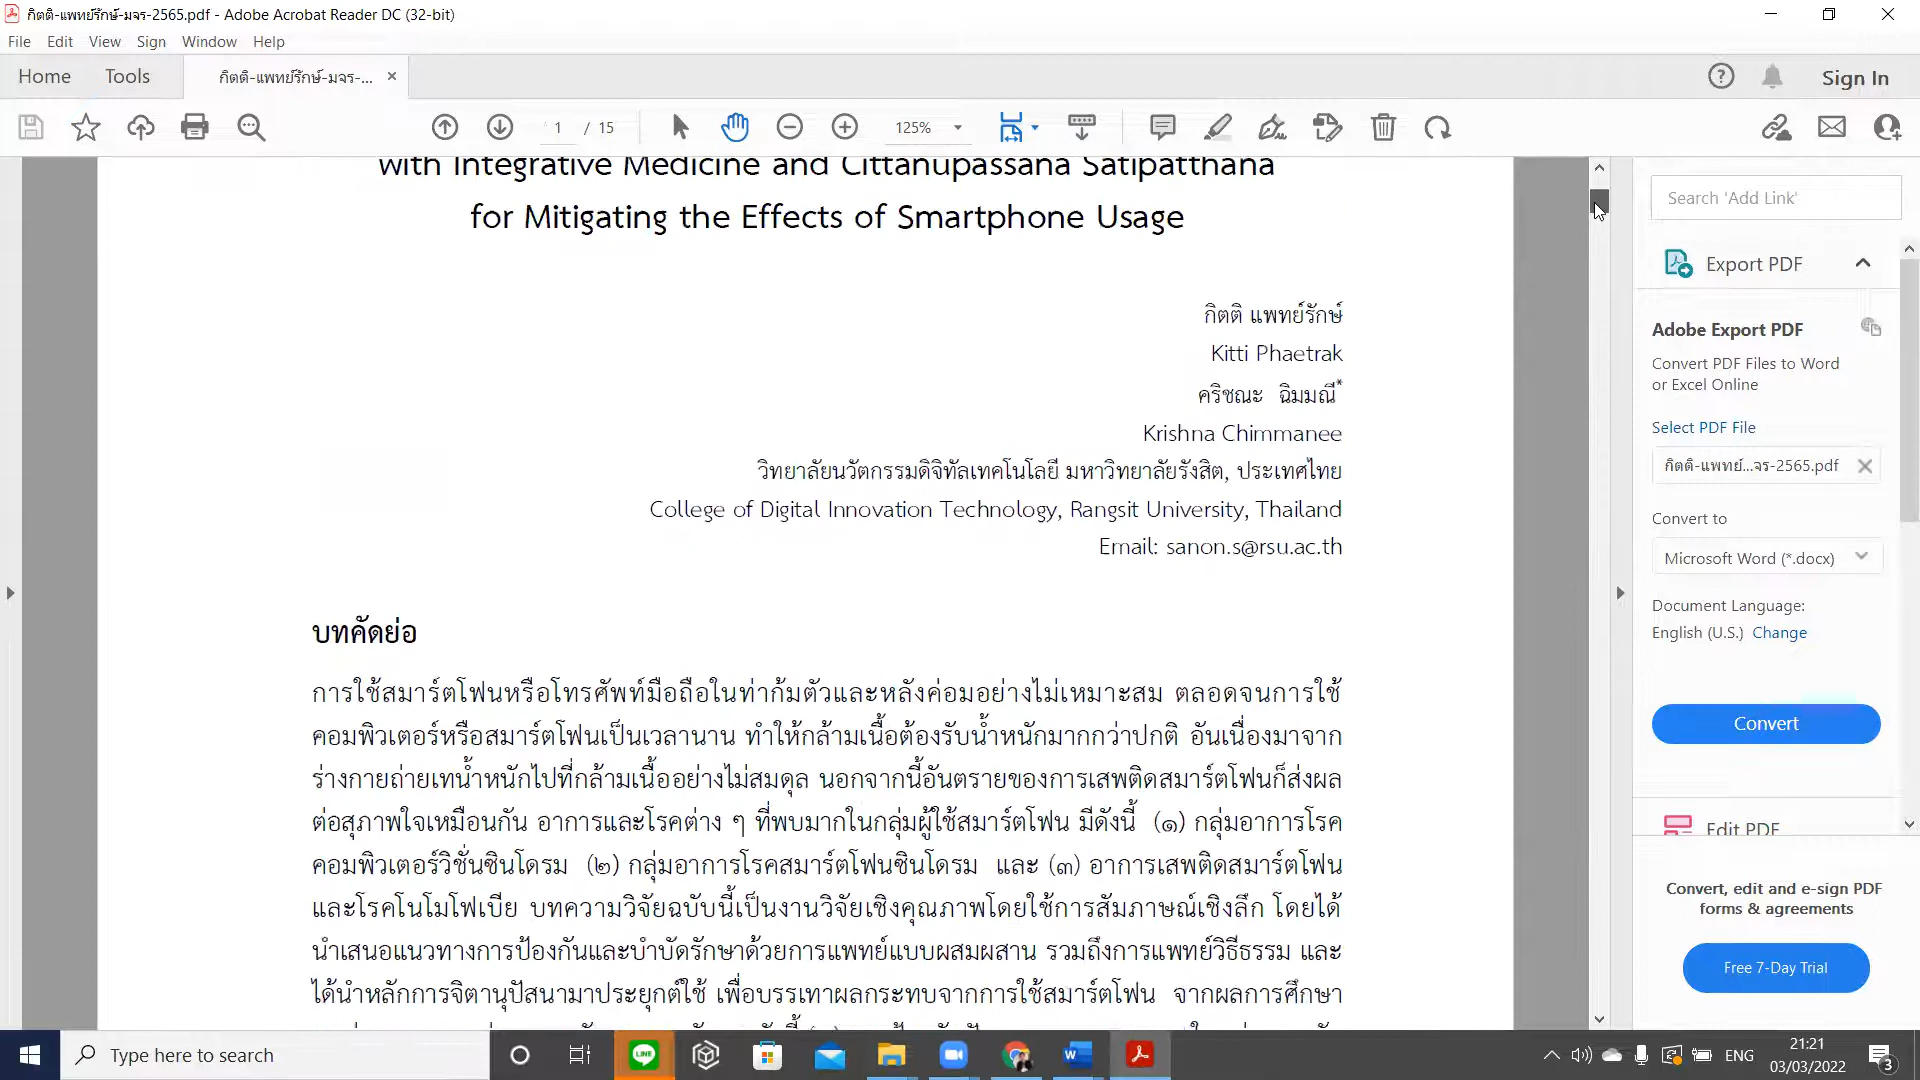 กิตติ-แพทย์รักษ์-มจร-2565.pdf - Adobe Acrobat Reader DC (32-bit)
File Edit View Sign Window Help
Home Tools กิตติ-แพทย์รักษ์-มจร-... × Sign In
1 / 15 125%
with Integrative Medicine and Cittanupassana Satipatthana
for Mitigating the Effects of Smartphone Usage
กิตติ แพทย์รักษ์
Kitti Phaetrak
คริชณะ ฉิมมณี*
Krishna Chimmanee
วิทยาลัยนวัตกรรมดิจิทัลเทคโนโลยี มหาวิทยาลัยรังสิต, ประเทศไทย
College of Digital Innovation Technology, Rangsit University, Thailand
Email: sanon.s@rsu.ac.th
บทคัดย่อ
การใช้สมาร์ตโฟนหรือโทรศัพท์มือถือในท่าก้มตัวและหลังค่อมอย่างไม่เหมาะสม ตลอดจนการใช้
คอมพิวเตอร์หรือสมาร์ตโฟนเป็นเวลานาน ทำให้กล้ามเนื้อต้องรับน้ำหนักมากกว่าปกติ อันเนื่องมาจาก
ร่างกายถ่ายเทน้ำหนักไปที่กล้ามเนื้ออย่างไม่สมดุล นอกจากนี้อันตรายของการเสพติดสมาร์ตโฟนก็ส่งผล
ต่อสุภาพใจเหมือนกัน อาการและโรคต่าง ๆ ที่พบมากในกลุ่มผู้ใช้สมาร์ตโฟน มีดังนี้ (๑) กลุ่มอาการโรค
คอมพิวเตอร์วิชั่นซินโดรม (๒) กลุ่มอาการโรคสมาร์ตโฟนซินโดรม และ (๓) อาการเสพติดสมาร์ตโฟน
และโรคโนโมโฟเบีย บทความวิจัยฉบับนี้เป็นงานวิจัยเชิงคุณภาพโดยใช้การสัมภาษณ์เชิงลึก โดยได้
นำเสนอแนวทางการป้องกันและบำบัดรักษาด้วยการแพทย์แบบผสมผสาน รวมถึงการแพทย์วิธีธรรม และ
ได้นำหลักการจิตานุปัสนามาประยุกต์ใช้ เพื่อบรรเทาผลกระทบจากการใช้สมาร์ตโฟน จากผลการศึกษา
Search 'Add Link'
Export PDF
Adobe Export PDF
Convert PDF Files to Word
or Excel Online
Select PDF File
กิตติ-แพทย์...จร-2565.pdf
Convert to
Microsoft Word (*.docx)
Document Language:
English (U.S.) Change
Convert
Edit PDF
Convert, edit and e-sign PDF
forms & agreements
Free 7-Day Trial
Type here to search
LINE
ENG
21:21
03/03/2022
3